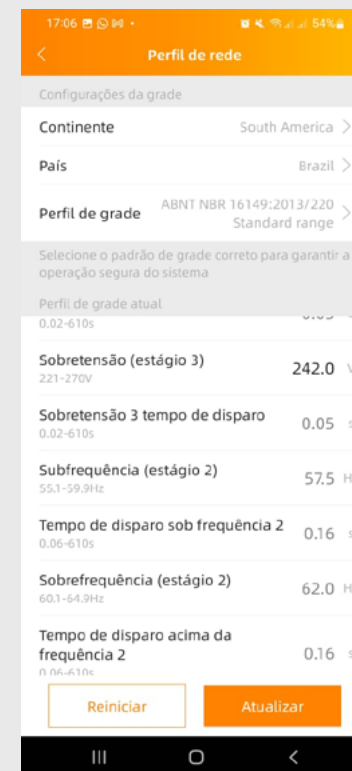 17:06
54%
Perfil de rede
Configurações da grade
Continente South America
País Brazil
Perfil de grade ABNT NBR 16149:2013/220
Standard range
Selecione o padrão de grade correto para garantir a
operação segura do sistema
Perfil de grade atual
0.02-610s
Sobretensão (estágio 3) 242.0 V
221-270V
Sobretensão 3 tempo de disparo 0.05 s
0.02-610s
Subfrequência (estágio 2) 57.5 H
55.1-59.9Hz
Tempo de disparo sob frequência 2 0.16 s
0.06-610s
Sobrefrequência (estágio 2) 62.0 H
60.1-64.9Hz
Tempo de disparo acima da
frequência 2 0.16 s
0.06-610s
Reiniciar Atualizar